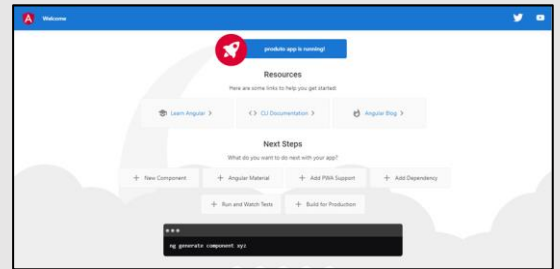 Welcome
produto app is running!
Resources
Here are some links to help you get started:
Learn Angular >
<> CLI Documentation >
Angular Blog >
Next Steps
What do you want to do next with your app?
+ New Component
+ Angular Material
+ Add PWA Support
+ Add Dependency
+ Run and Watch Tests
+ Build for Production
ng generate component xyz